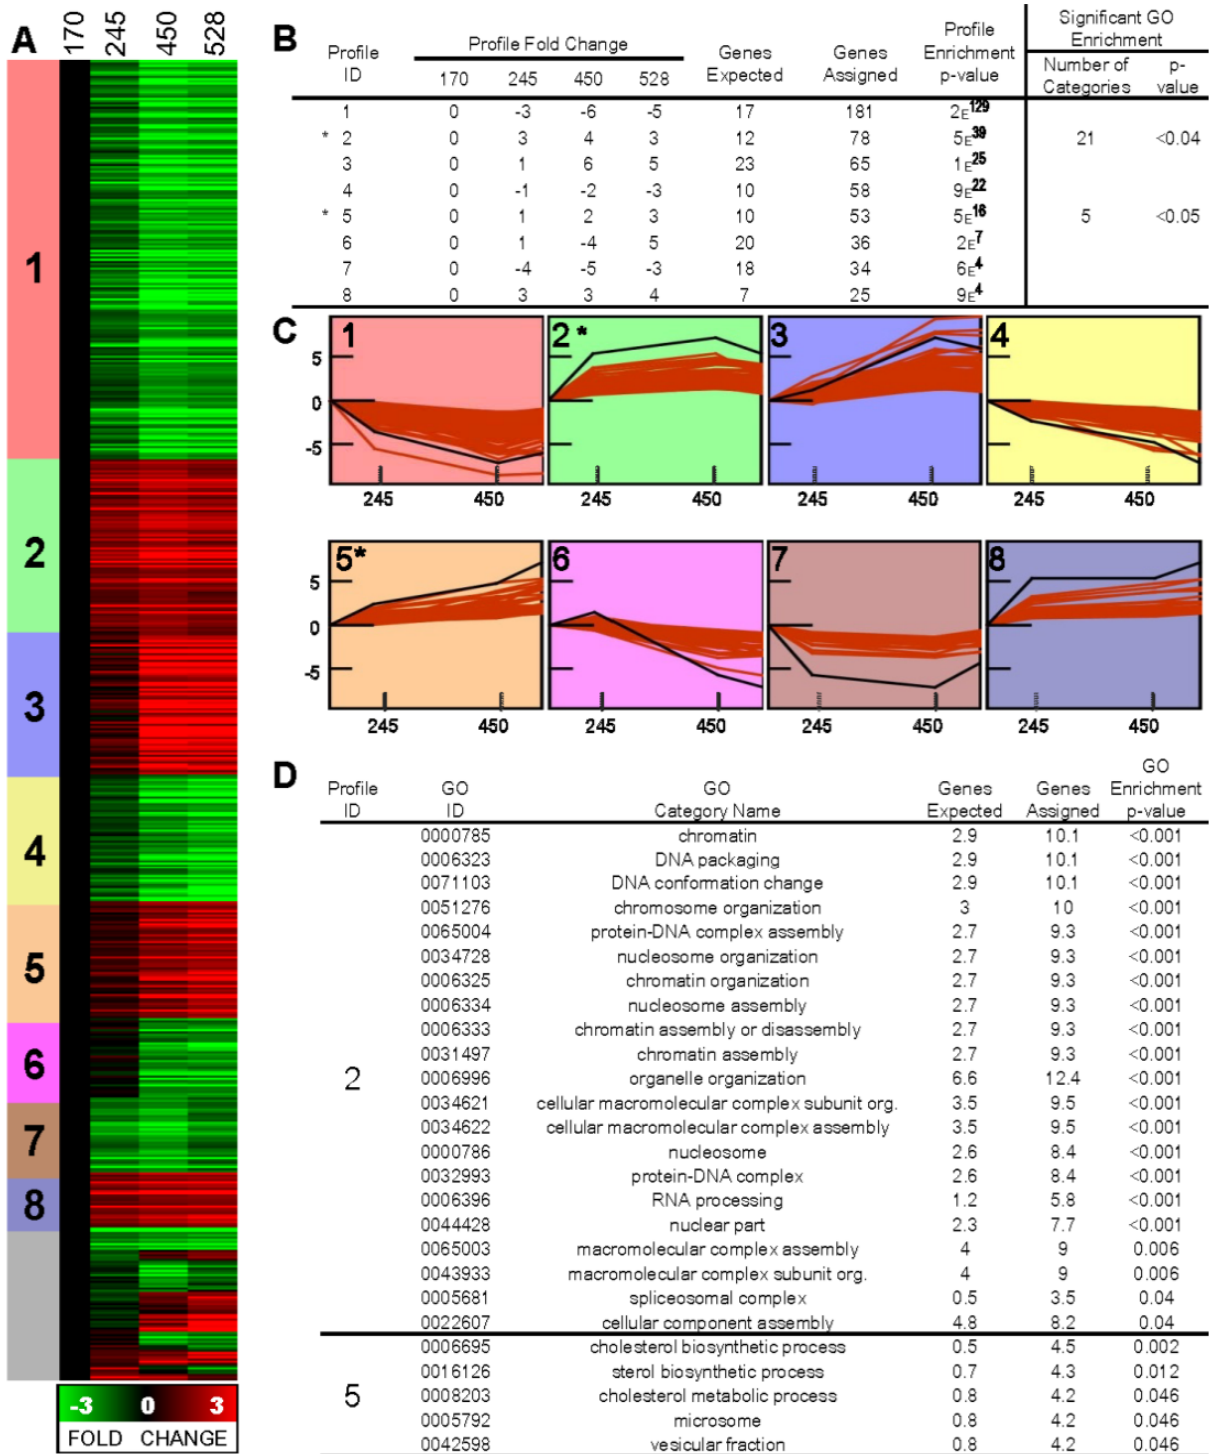 A
170 245 450 528
1
2
3
4
5
6
7
8
-3 0 3
FOLD CHANGE
B
Profile ID Profile Fold Change Genes Expected Genes Assigned Profile Enrichment p-value Significant GO Enrichment
170 245 450 528 Number of Categories p-value
1 0 -3 -6 -5 17 181 2E129
* 2 0 3 4 3 12 78 5E39 21 <0.04
3 0 1 6 5 23 65 1E25
4 0 -1 -2 -3 10 58 9E22
* 5 0 1 2 3 10 53 5E16 5 <0.05
6 0 1 -4 5 20 36 2E7
7 0 -4 -5 -3 18 34 6E4
8 0 3 3 4 7 25 9E4
C
1 2* 3 4
5
0
-5
245 450 245 450 245 450 245 450
5* 6 7 8
5
0
-5
245 450 245 450 245 450 245 450
D
Profile ID GO ID GO Category Name Genes Expected Genes Assigned GO Enrichment p-value
0000785 chromatin 2.9 10.1 <0.001
0006323 DNA packaging 2.9 10.1 <0.001
0071103 DNA conformation change 2.9 10.1 <0.001
0051276 chromosome organization 3 10 <0.001
0065004 protein-DNA complex assembly 2.7 9.3 <0.001
0034728 nucleosome organization 2.7 9.3 <0.001
0006325 chromatin organization 2.7 9.3 <0.001
0006334 nucleosome assembly 2.7 9.3 <0.001
0006333 chromatin assembly or disassembly 2.7 9.3 <0.001
0031497 chromatin assembly 2.7 9.3 <0.001
2 0006996 organelle organization 6.6 12.4 <0.001
0034621 cellular macromolecular complex subunit org. 3.5 9.5 <0.001
0034622 cellular macromolecular complex assembly 3.5 9.5 <0.001
0000786 nucleosome 2.6 8.4 <0.001
0032993 protein-DNA complex 2.6 8.4 <0.001
0006396 RNA processing 1.2 5.8 <0.001
0044428 nuclear part 2.3 7.7 <0.001
0065003 macromolecular complex assembly 4 9 0.006
0043933 macromolecular complex subunit org. 4 9 0.006
0005681 spliceosomal complex 0.5 3.5 0.04
0022607 cellular component assembly 4.8 8.2 0.04
0006695 cholesterol biosynthetic process 0.5 4.5 0.002
0016126 sterol biosynthetic process 0.7 4.3 0.012
5 0008203 cholesterol metabolic process 0.8 4.2 0.046
0005792 microsome 0.8 4.2 0.046
0042598 vesicular fraction 0.8 4.2 0.046